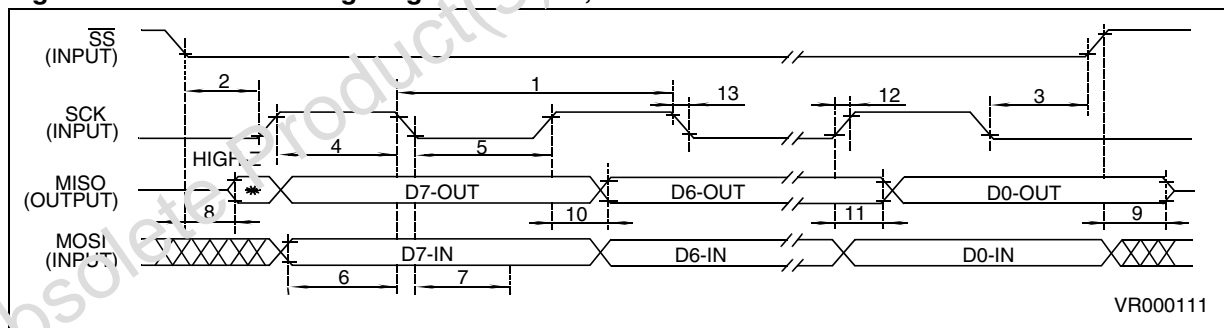 SS
(INPUT)
2
1
13
12
3
SCK
(INPUT)
4
5
HIGH-Z
MISO
(OUTPUT)
D7-OUT
D6-OUT
D0-OUT
8
10
11
9
MOSI
(INPUT)
D7-IN
D6-IN
D0-IN
6
7
VR000111